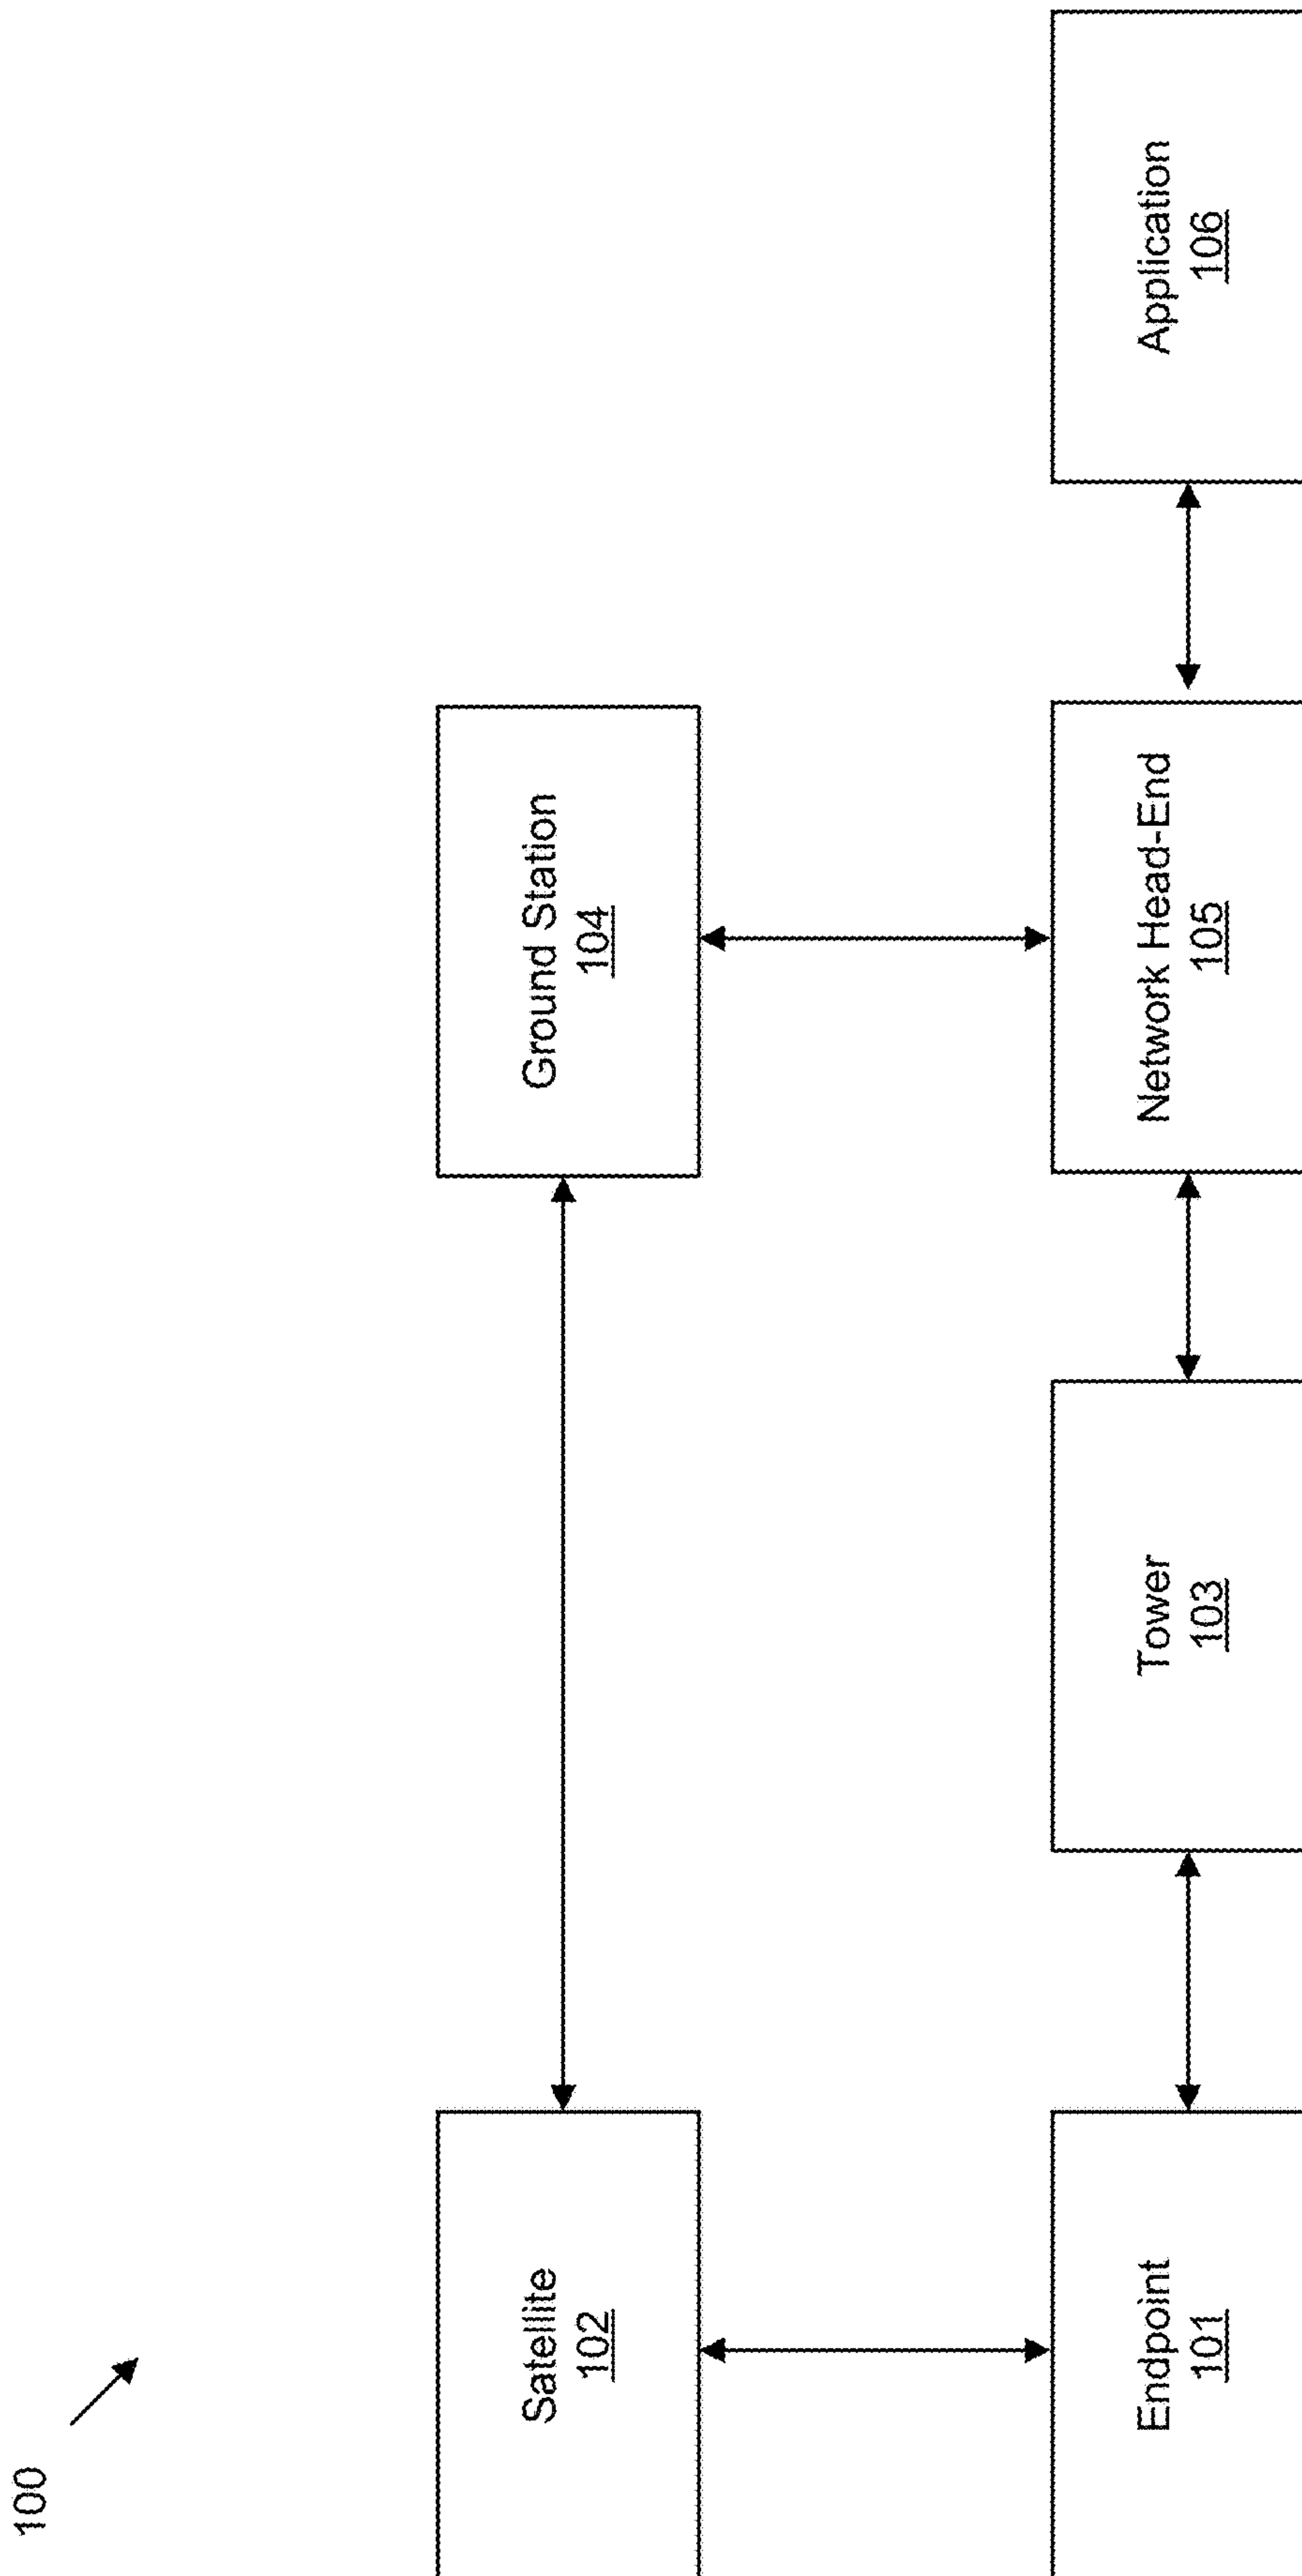 100
Satellite
102
Ground Station
104
Endpoint
101
Tower
103
Network Head-End
105
Application
106